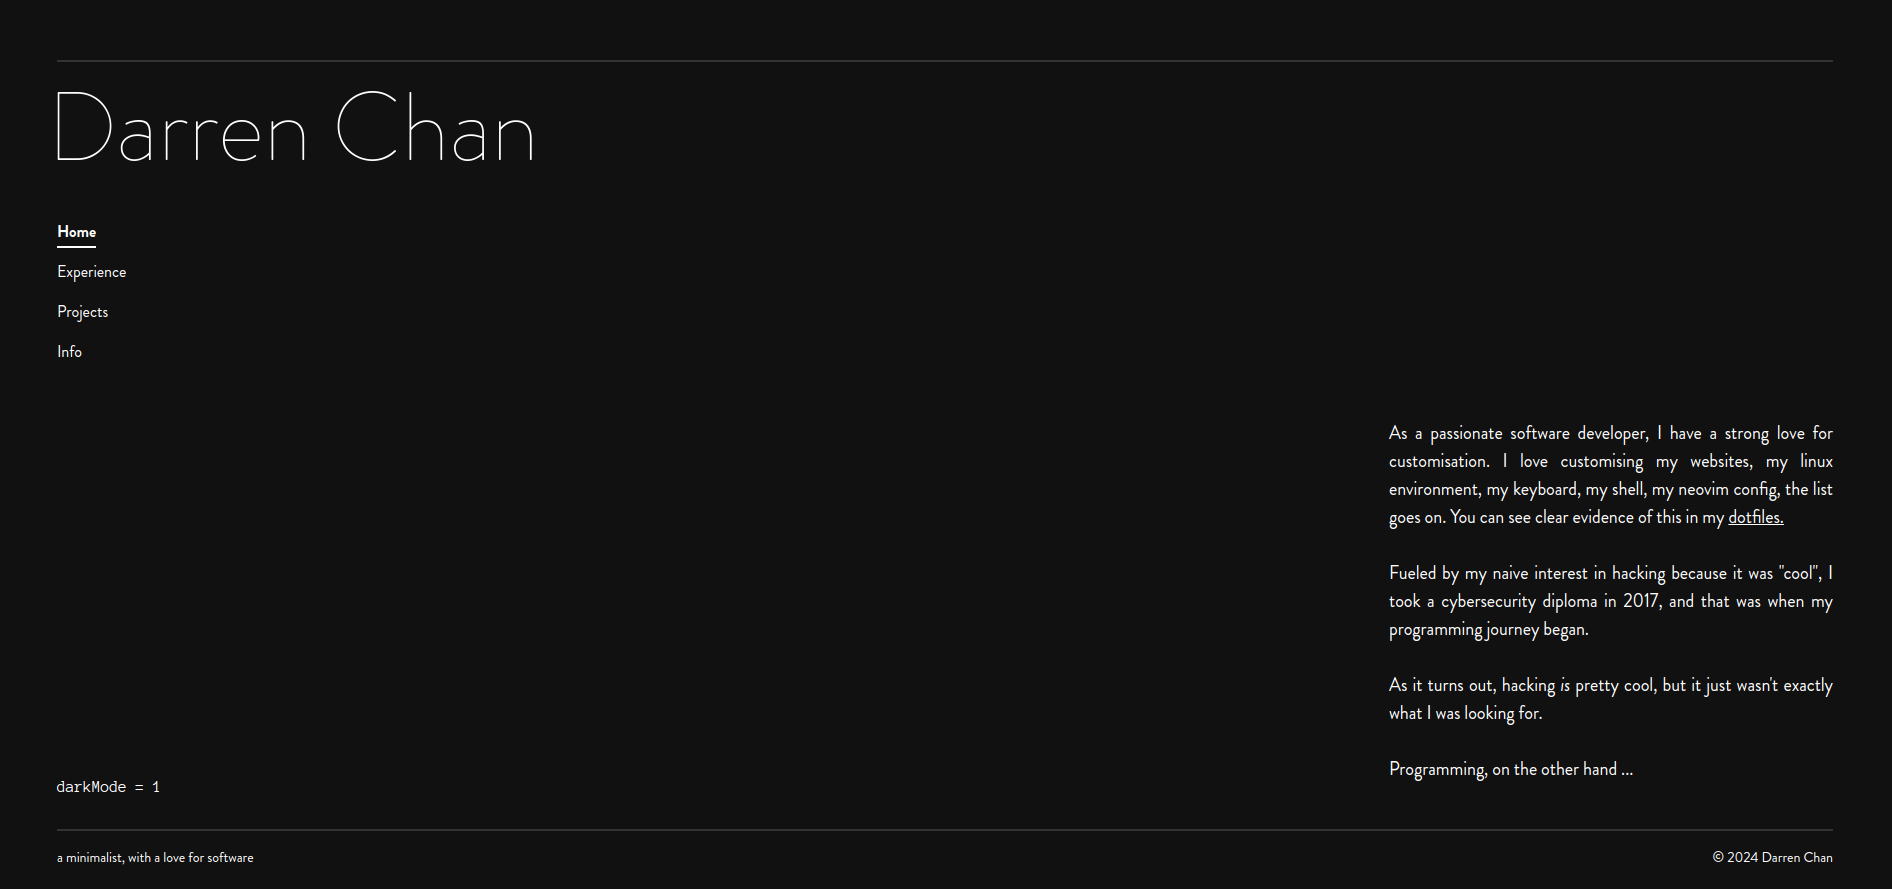 Darren Chan
Home
Experience
Projects
Info
As a passionate software developer, I have a strong love for
customisation. I love customising my websites, my linux
environment, my keyboard, my shell, my neovim config, the list
goes on. You can see clear evidence of this in my dotfiles.
Fueled by my naive interest in hacking because it was "cool", I
took a cybersecurity diploma in 2017, and that was when my
programming journey began.
As it turns out, hacking is pretty cool, but it just wasn't exactly
what I was looking for.
Programming, on the other hand ...
darkMode = 1
a minimalist, with a love for software
© 2024 Darren Chan